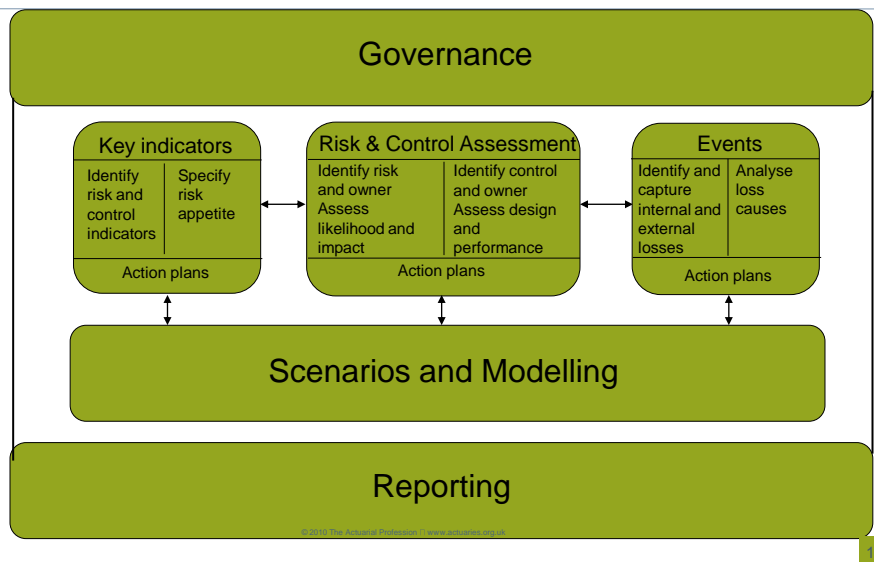 Governance
Key indicators
Identify
risk and
control
indicators
Specify
risk
appetite
Action plans
Risk & Control Assessment
Identify risk
and owner
Assess
likelihood and
impact
Identify control
and owner
Assess design
and
performance
Action plans
Events
Identify and
capture
internal and
external
losses
Analyse
loss
causes
Action plans
Scenarios and Modelling
Reporting
© 2010 The Actuarial Profession □ www.actuaries.org.uk
1